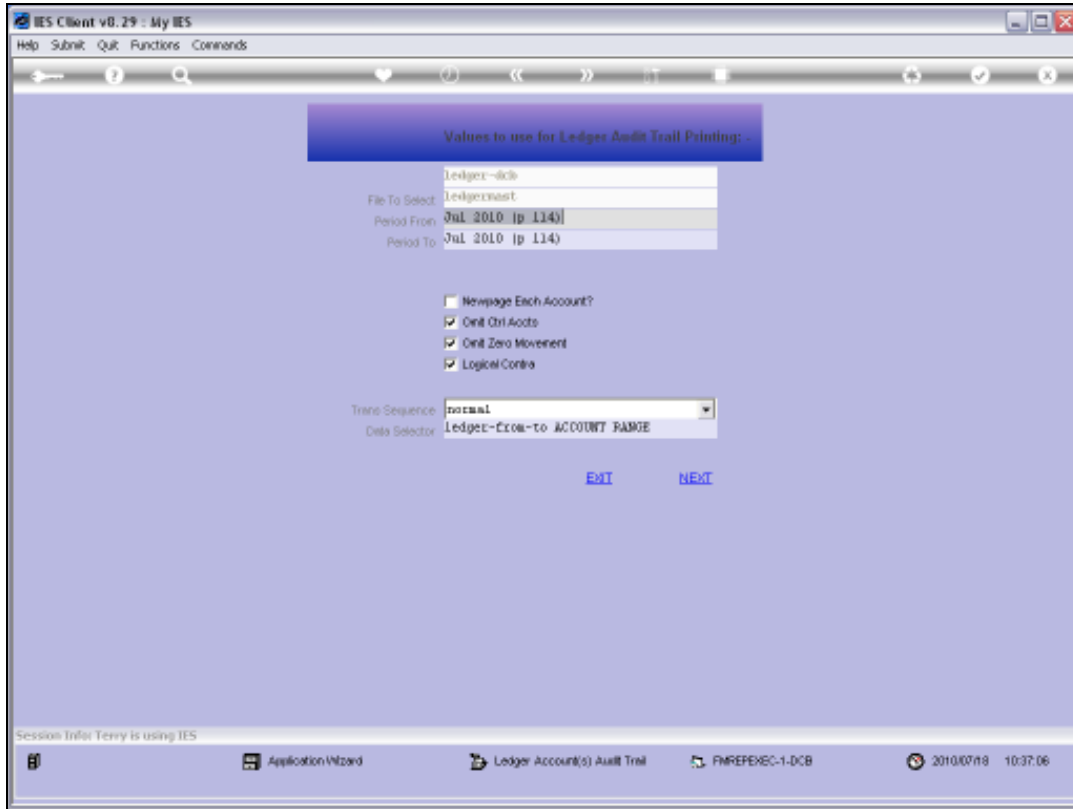 IES Client v8.29 : My IES
Help Submit Quit Functions Commands
Values to use for Ledger Audit Trail Printing: -
ledger-dcb
File To Select ledgermast
Period From Jul 2010 (p 114)
Period To Jul 2010 (p 114)
Newpage Each Account?
Omit Ctrl Accts
Omit Zero Movement
Logical Contra
Trans Sequence normal
Data Selector ledger-from-to ACCOUNT RANGE
EXIT NEXT
Session Info: Terry is using IES
Application Wizard Ledger Account(s) Audit Trail FMREPEXEC-1-DCB 2010/07/18 10:37:06